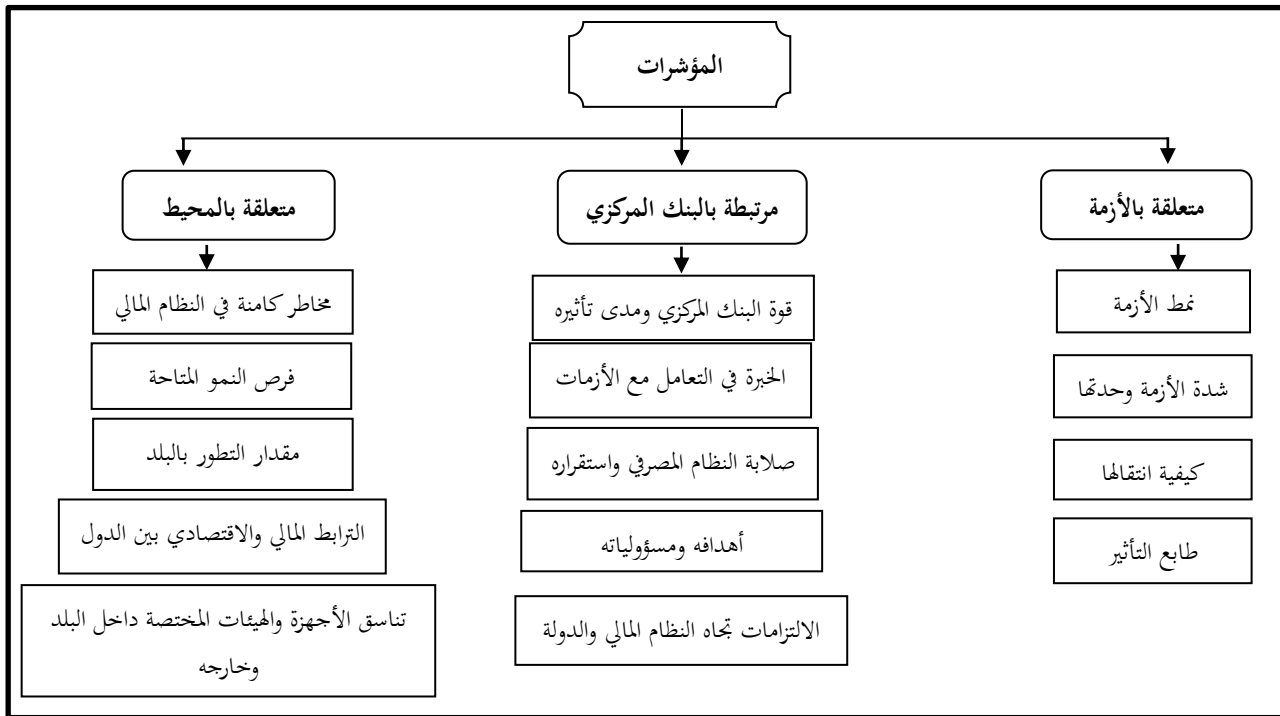 المؤشرات
متعلقة بالأزمة
نمط الأزمة
شدة الأزمة وحدتها
كيفية انتقالها
طابع التأثير
مرتبطة بالبنك المركزي
قوة البنك المركزي ومدى تأثيره
الخبرة في التعامل مع الأزمات
صلابة النظام المصرفي واستقراره
أهدافه ومسؤولياته
الالتزامات تجاه النظام المالي والدولة
متعلقة بالمحيط
مخاطر كامنة في النظام المالي
فرص النمو المتاحة
مقدار التطور بالبلد
الترابط المالي والاقتصادي بين الدول
تناسق الأجهزة والهيئات المختصة داخل البلد
وخارجه